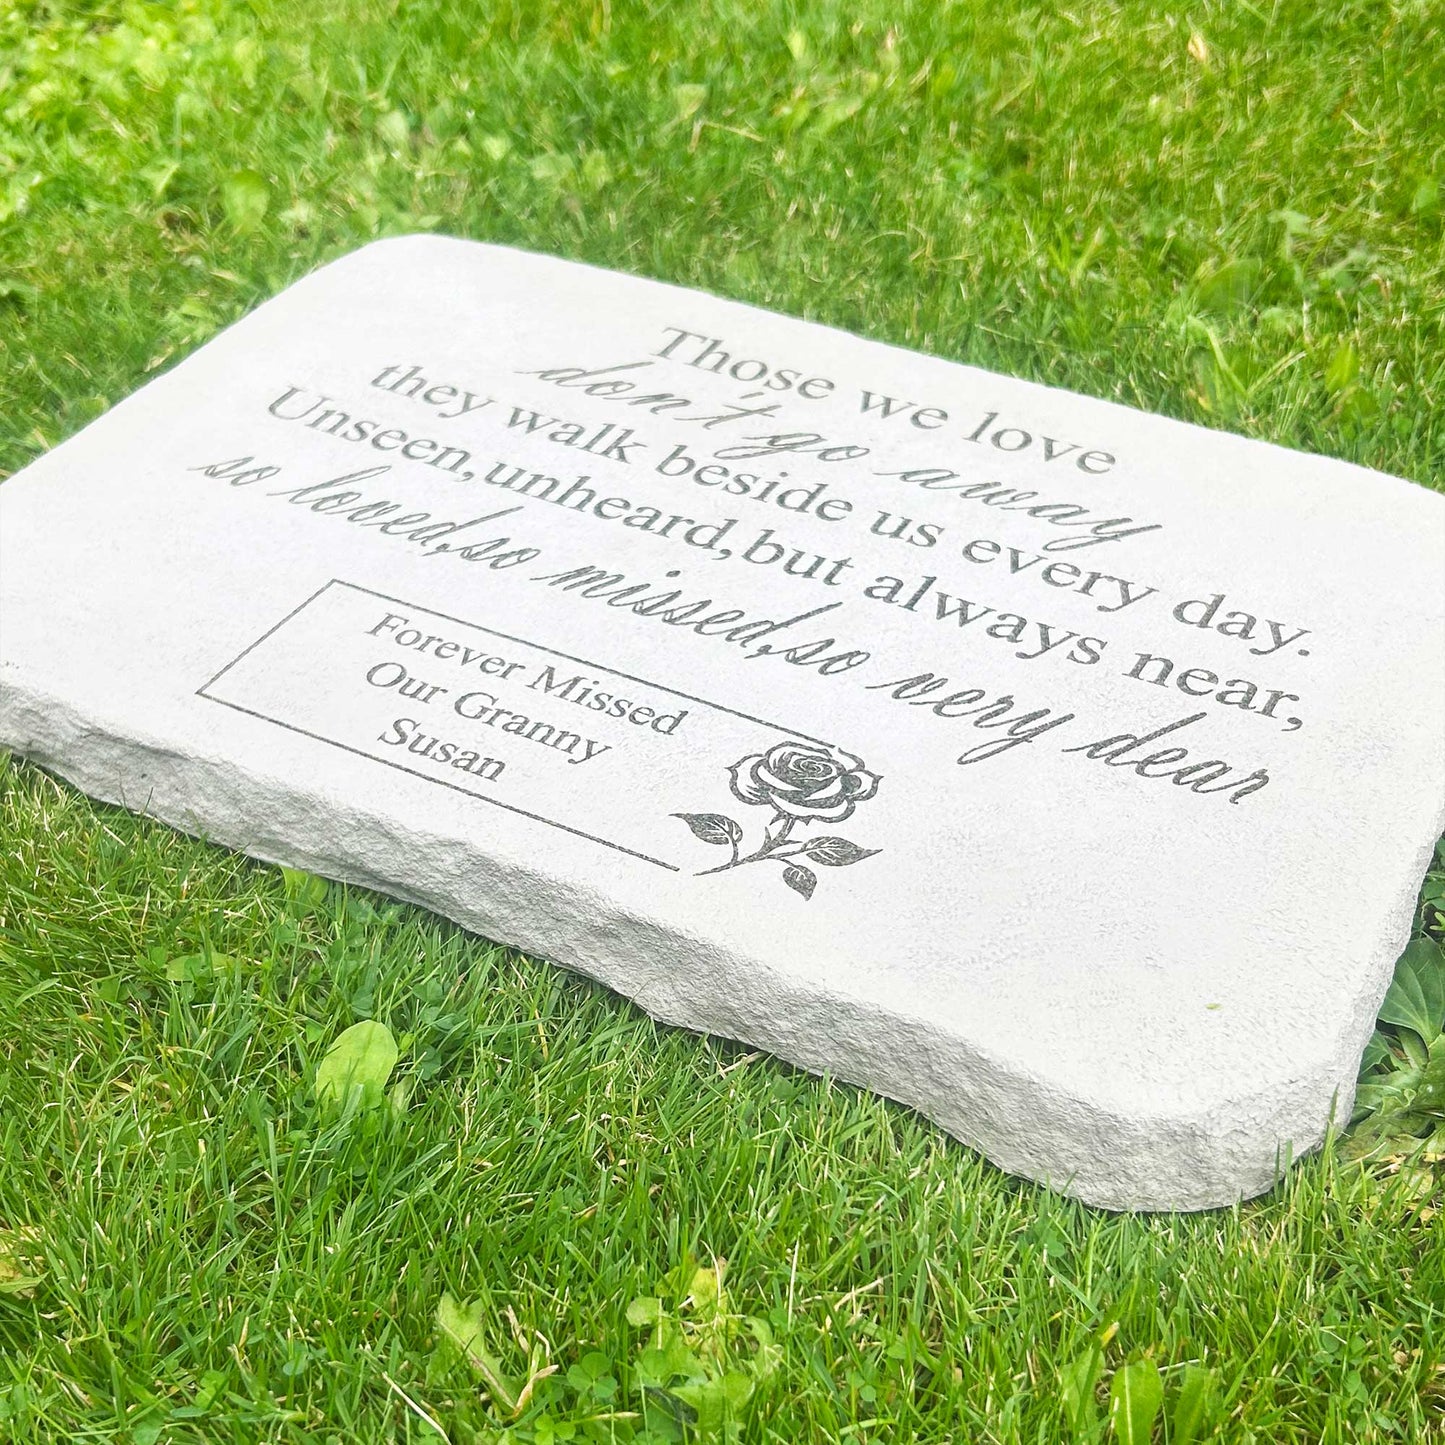 Those we love
don't go away
they walk beside us every day.
Unseen, unheard, but always near,
so loved, so missed, so very dear
Forever Missed
Our Granny
Susan